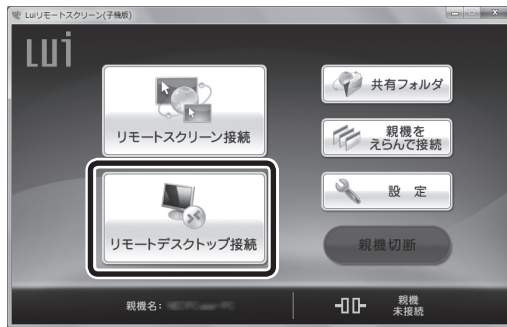 Luiリモートスクリーン(子機版)
Lui
リモートスクリーン接続
リモートデスクトップ接続
共有フォルダ
親機を
えらんで接続
設 定
親機切断
親機名:
親機
未接続